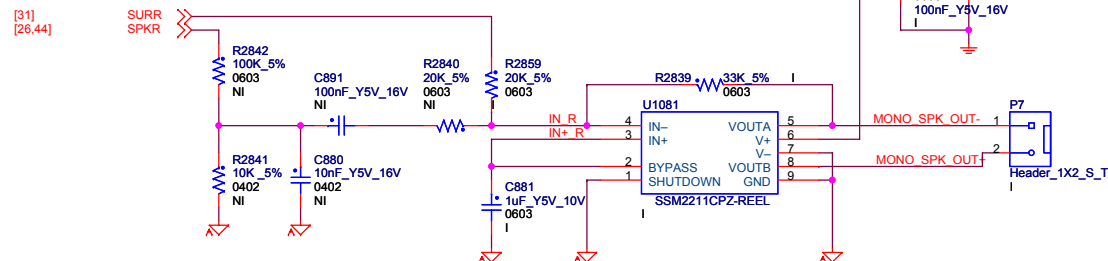 100nF_Y5V_16V
I
[31] SURR
[26,44] SPKR
R2842
100K_5%
0603
NI
C891
100nF_Y5V_16V
NI
R2840
20K_5%
0603
NI
R2859
20K_5%
0603
I
R2839 33K_5% I
0603
U1081
P7
IN_R 4 IN– VOUTA 5 MONO_SPK_OUT- 1
IN+_R 3 IN+ V+ 6
V– 7
2 BYPASS VOUTB 8 MONO_SPK_OUT+ 2
1 SHUTDOWN GND 9
SSM2211CPZ-REEL
I
Header_1X2_S_T
I
R2841
10K_5%
0402
NI
C880
10nF_Y5V_16V
0402
NI
C881
1uF_Y5V_10V
0603
I
A
A
A
A
A